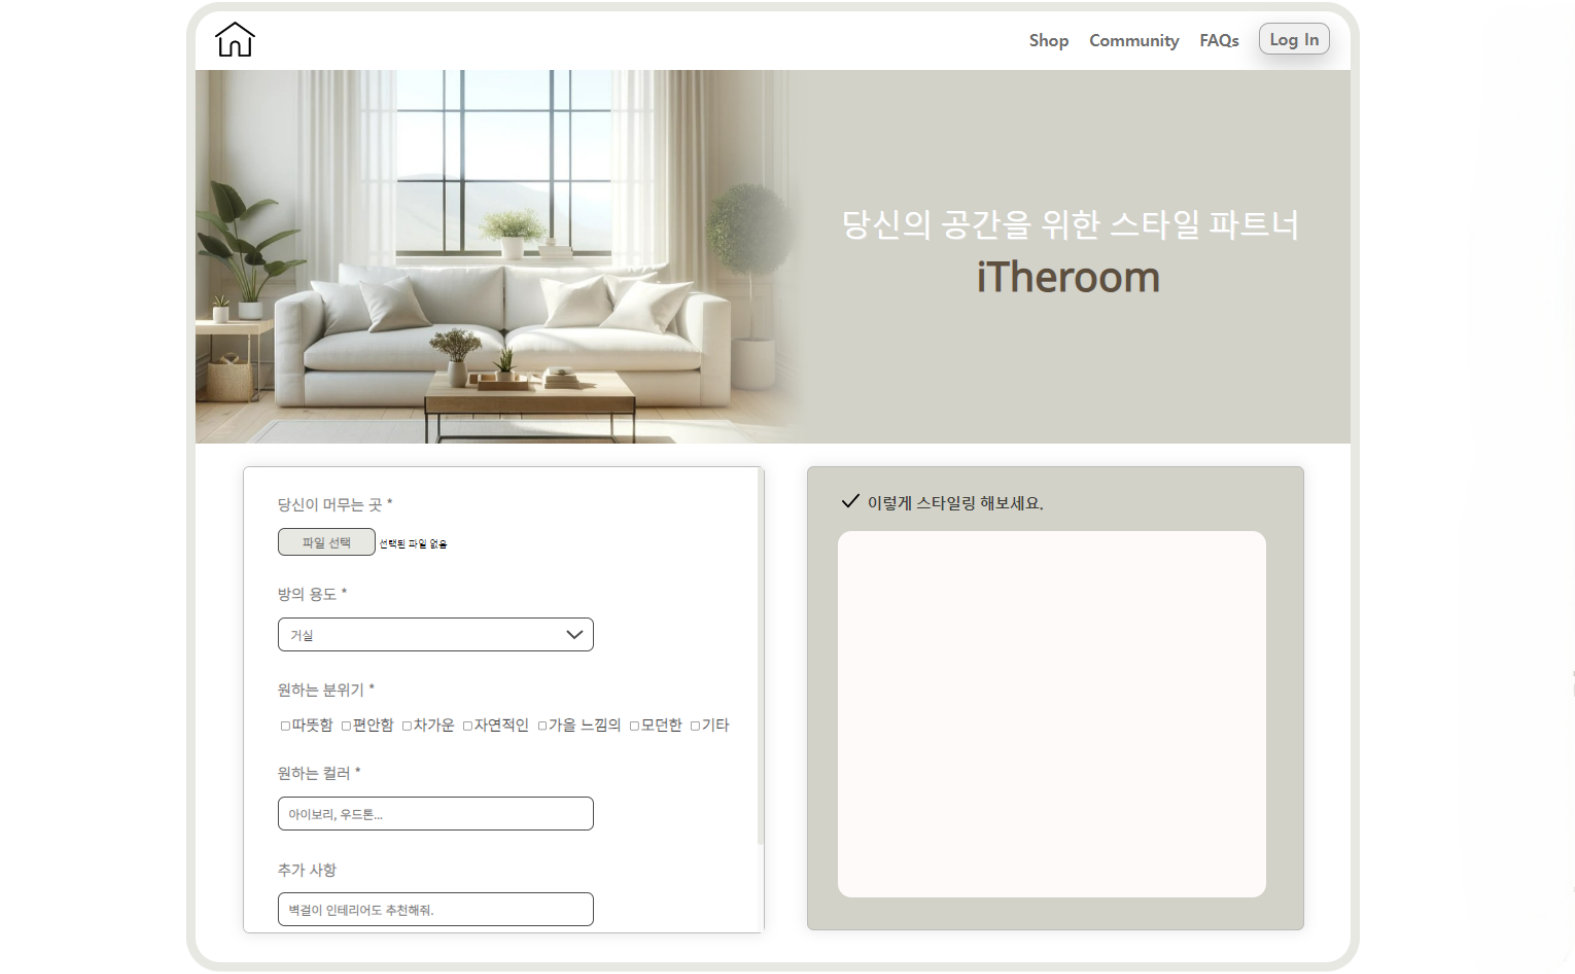 Shop Community FAQs Log In
당신의 공간을 위한 스타일 파트너
iTheroom
당신이 머무는 곳 *
파일 선택 선택된 파일 없음
방의 용도 *
거실
원하는 분위기 *
따뜻함 편안함 차가운 자연적인 가을 느낌의 모던한 기타
원하는 컬러 *
아이보리, 우드톤...
추가 사항
벽걸이 인테리어도 추천해줘.
이렇게 스타일링 해보세요.